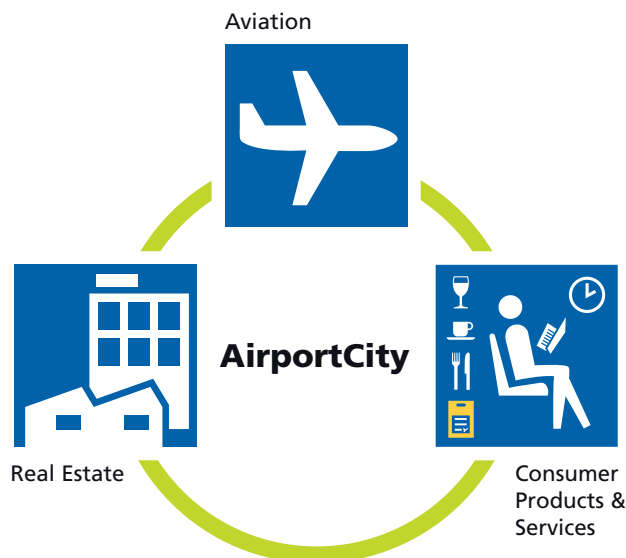 Aviation
AirportCity
Real Estate
Consumer
Products &
Services